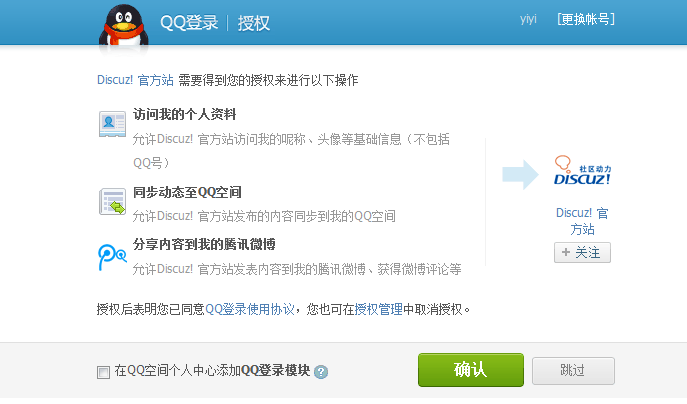 QQ登录 授权 yiyi [更换帐号]
Discuz! 官方站 需要得到您的授权来进行以下操作
访问我的个人资料
允许Discuz! 官方站访问我的昵称、头像等基础信息（不包括
QQ号）
同步动态至QQ空间
允许Discuz! 官方站发布的内容同步到我的QQ空间
分享内容到我的腾讯微博
允许Discuz! 官方站发表内容到我的腾讯微博、获得微博评论等
社区动力
DISCUZ!
Discuz! 官
方站
+ 关注
授权后表明您已同意QQ登录使用协议，您也可在授权管理中取消授权。
在QQ空间个人中心添加QQ登录模块 ?
确认 跳过